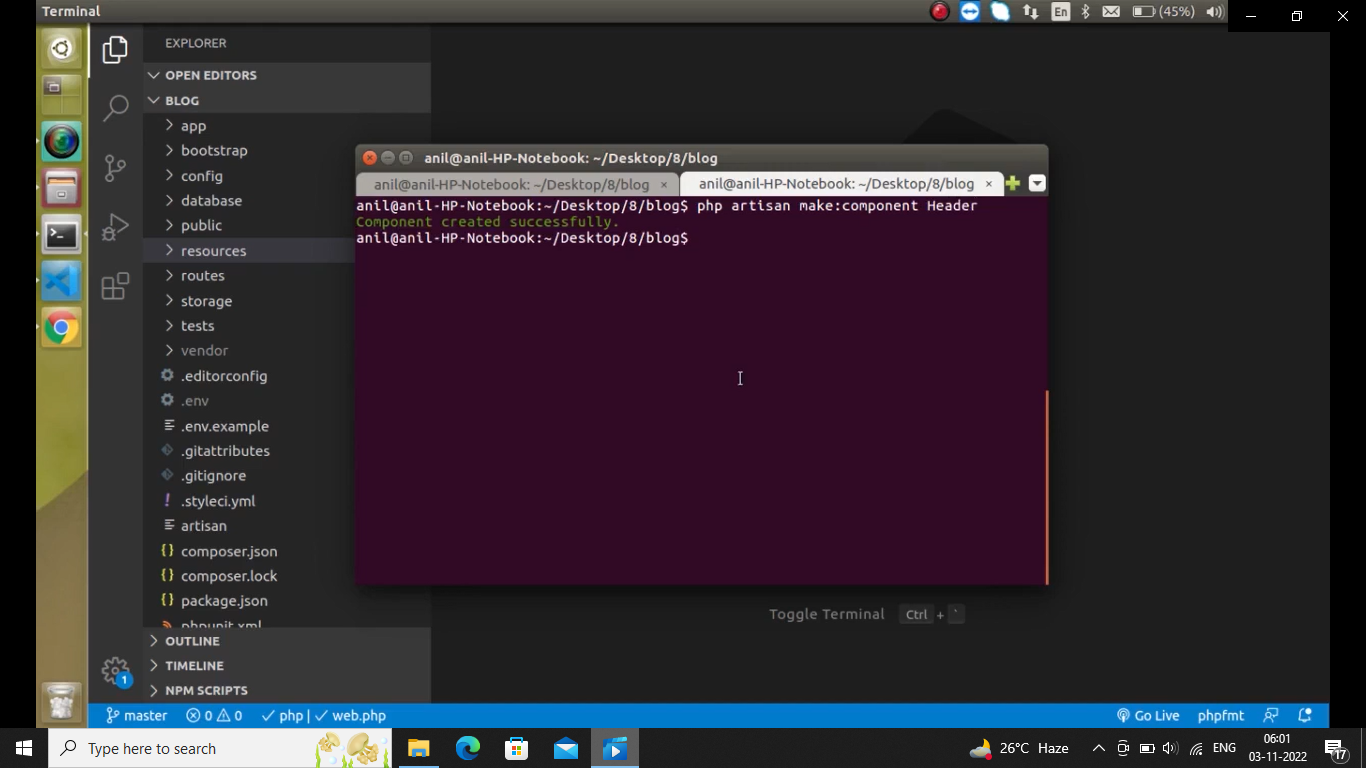 Terminal
En
(45%)
EXPLORER
OPEN EDITORS
BLOG
app
bootstrap
config
database
public
resources
routes
storage
tests
vendor
.editorconfig
.env
.env.example
.gitattributes
.gitignore
.styleci.yml
artisan
composer.json
composer.lock
package.json
phpunit.xml
OUTLINE
TIMELINE
NPM SCRIPTS
anil@anil-HP-Notebook: ~/Desktop/8/blog
anil@anil-HP-Notebook: ~/Desktop/8/blog × anil@anil-HP-Notebook: ~/Desktop/8/blog ×
anil@anil-HP-Notebook:~/Desktop/8/blog$ php artisan make:component Header
Component created successfully.
anil@anil-HP-Notebook:~/Desktop/8/blog$
Toggle Terminal Ctrl + `
1
master 0 0 php | web.php Go Live phpfmt
Type here to search
26°C Haze
ENG
06:01
03-11-2022
17